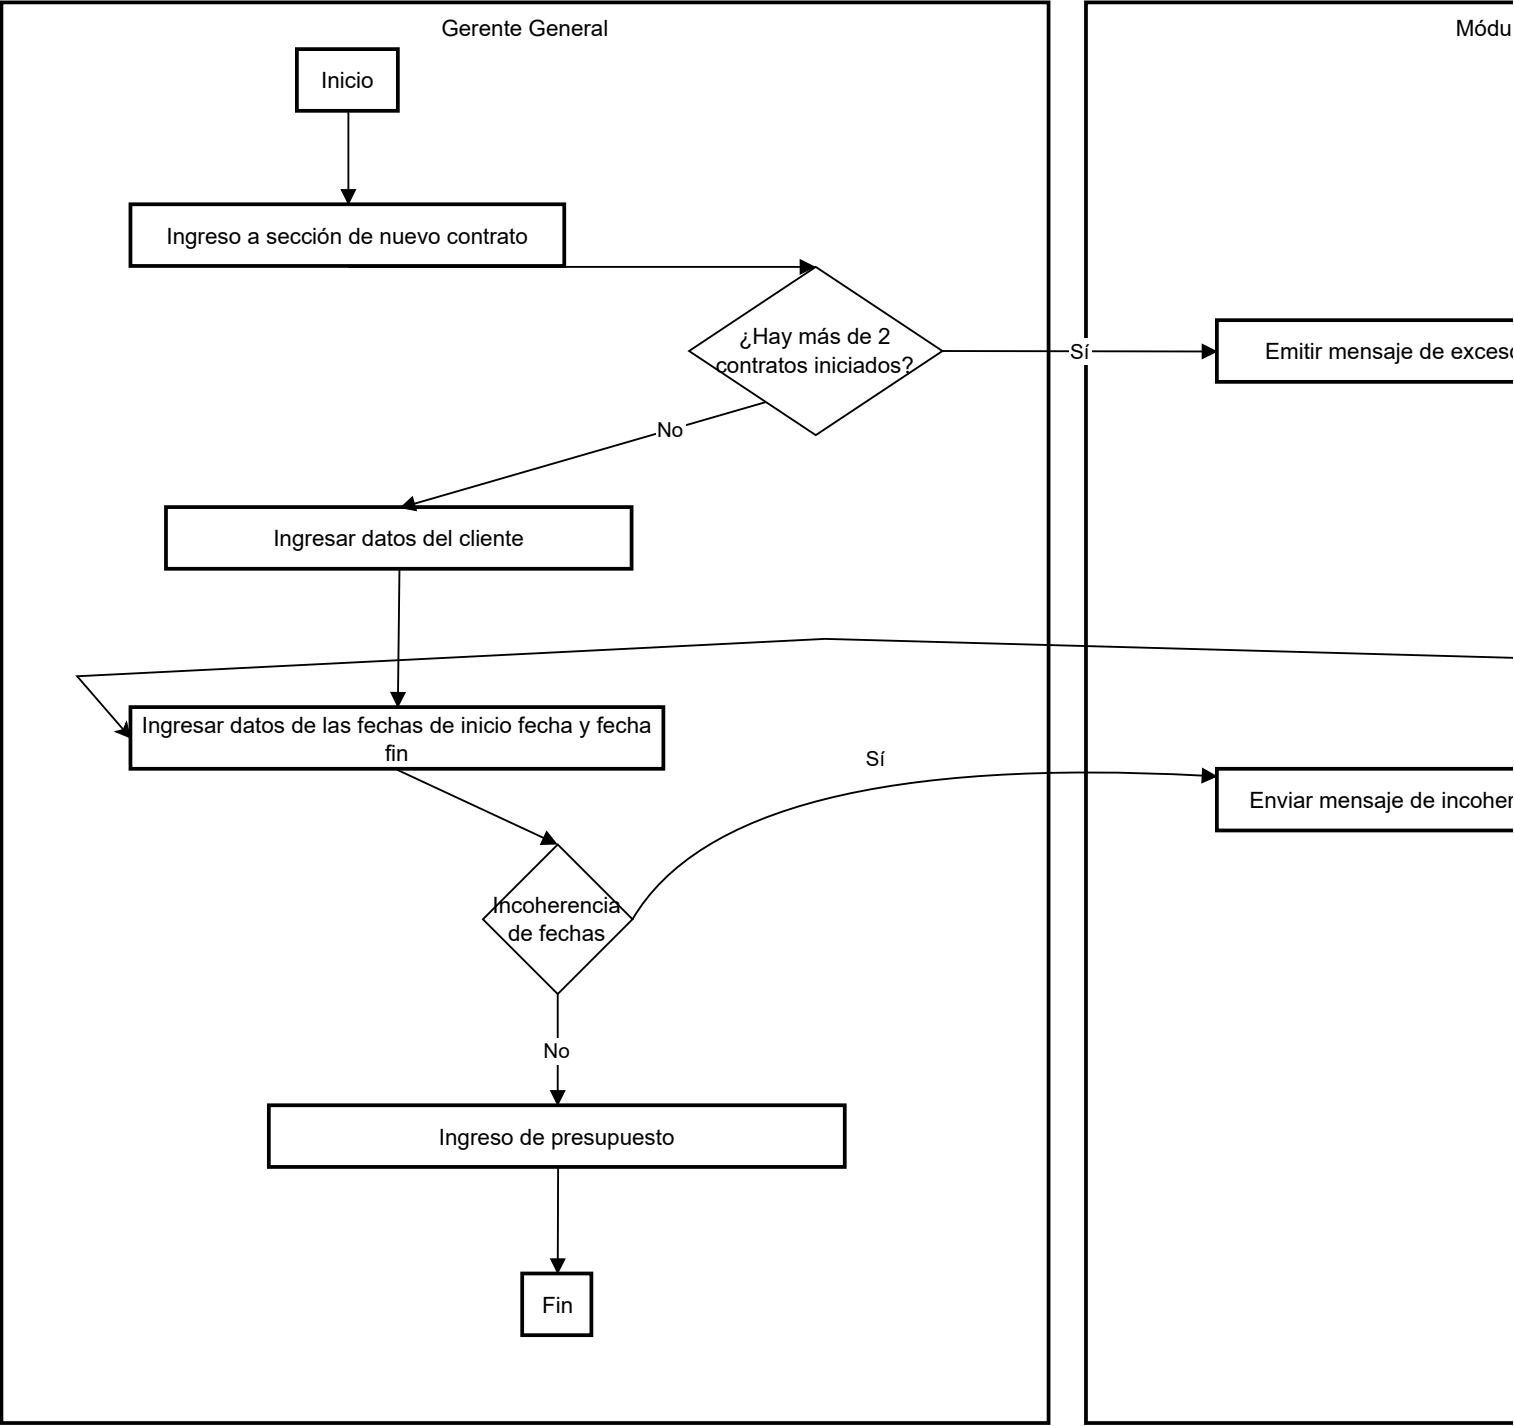 Gerente General
Módu
Inicio
Ingreso a sección de nuevo contrato
¿Hay más de 2
contratos iniciados?
Sí
Emitir mensaje de exceso
No
Ingresar datos del cliente
Ingresar datos de las fechas de inicio fecha y fecha
fin
Sí
Enviar mensaje de incoher
Incoherencia
de fechas
No
Ingreso de presupuesto
Fin